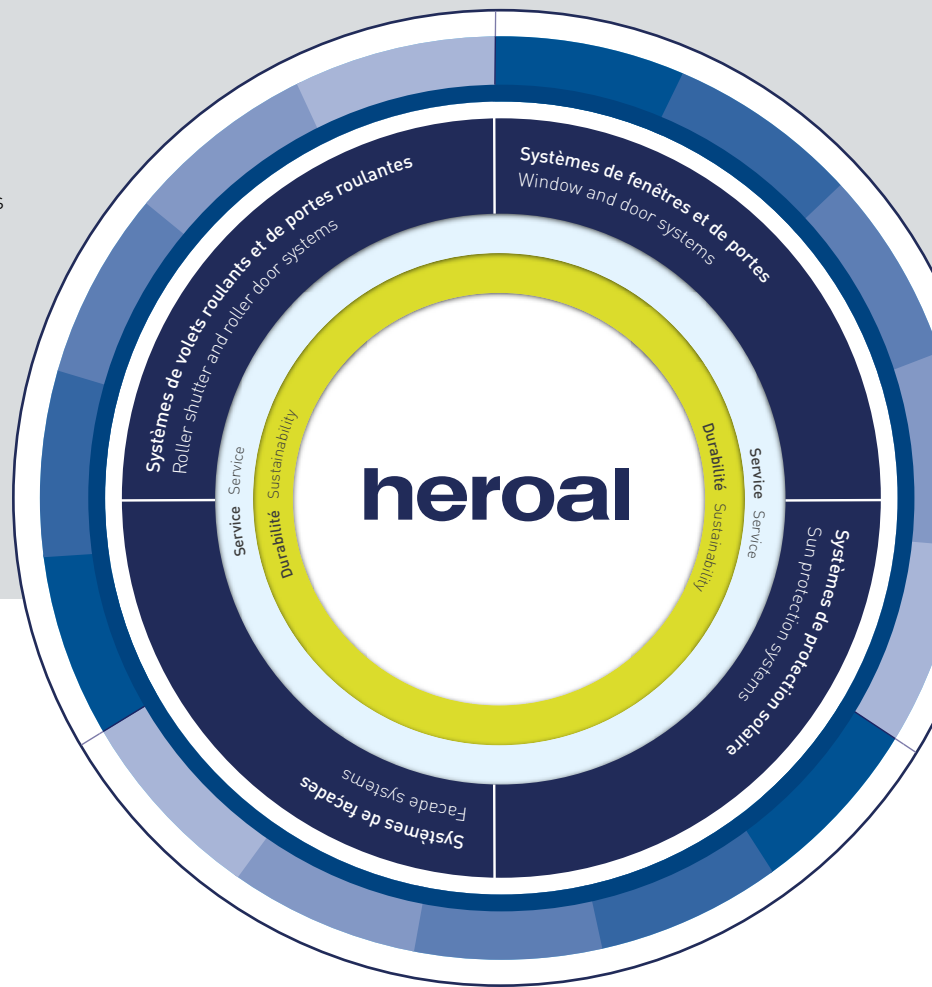 s
Systèmes de volets roulants et de portes roulantes
Roller shutter and roller door systems
Systèmes de fenêtres et de portes
Window and door systems
Service Service
Durabilité Sustainability
heroal
Durabilité Sustainability
Service Service
Systèmes de protection solaire
Sun protection systems
Systèmes de façades
Facade systems